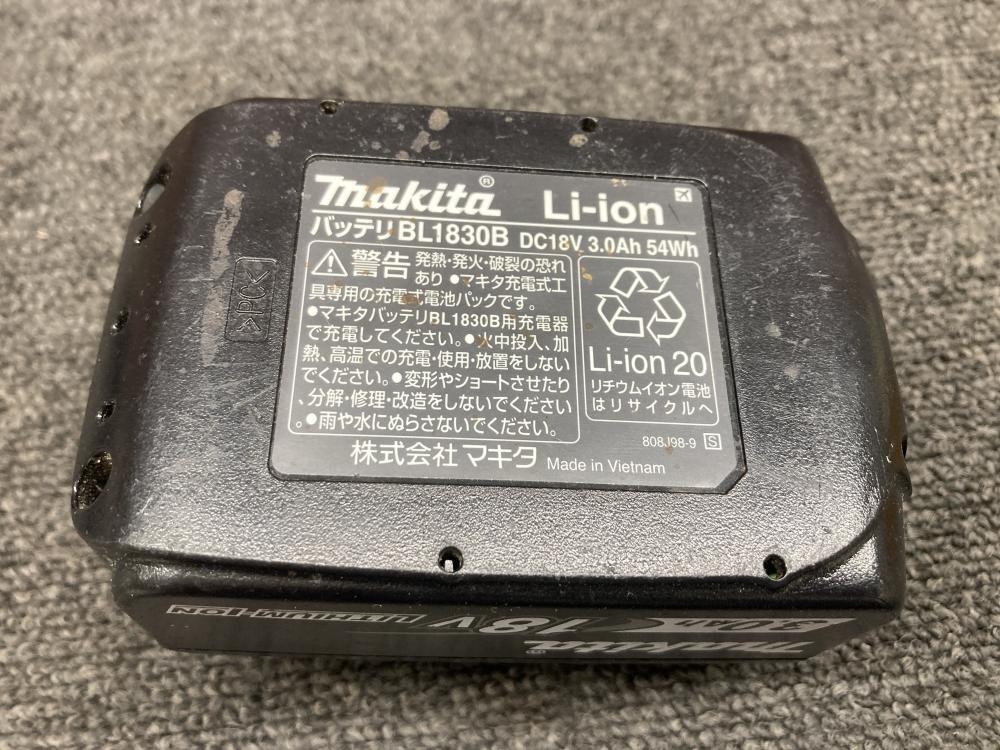 makita® Li-ion
バッテリ BL1830B DC18V 3.0Ah 54Wh
警告 発熱・発火・破裂の恐れ
あり ●マキタ充電式工
具専用の充電式電池パックです。
●マキタバッテリBL1830B用充電器
で充電してください。●火中投入、加
熱、高温での充電・使用・放置をしない
でください。●変形やショートさせたり
、分解・修理・改造をしないでください
。●雨や水にぬらさないでください。
Li-ion 20
リチウムイオン電池
はリサイクルへ
808J98-9 S
株式会社 マキタ Made in Vietnam
makita®
3.0Ah 18V LITHIUM-ION